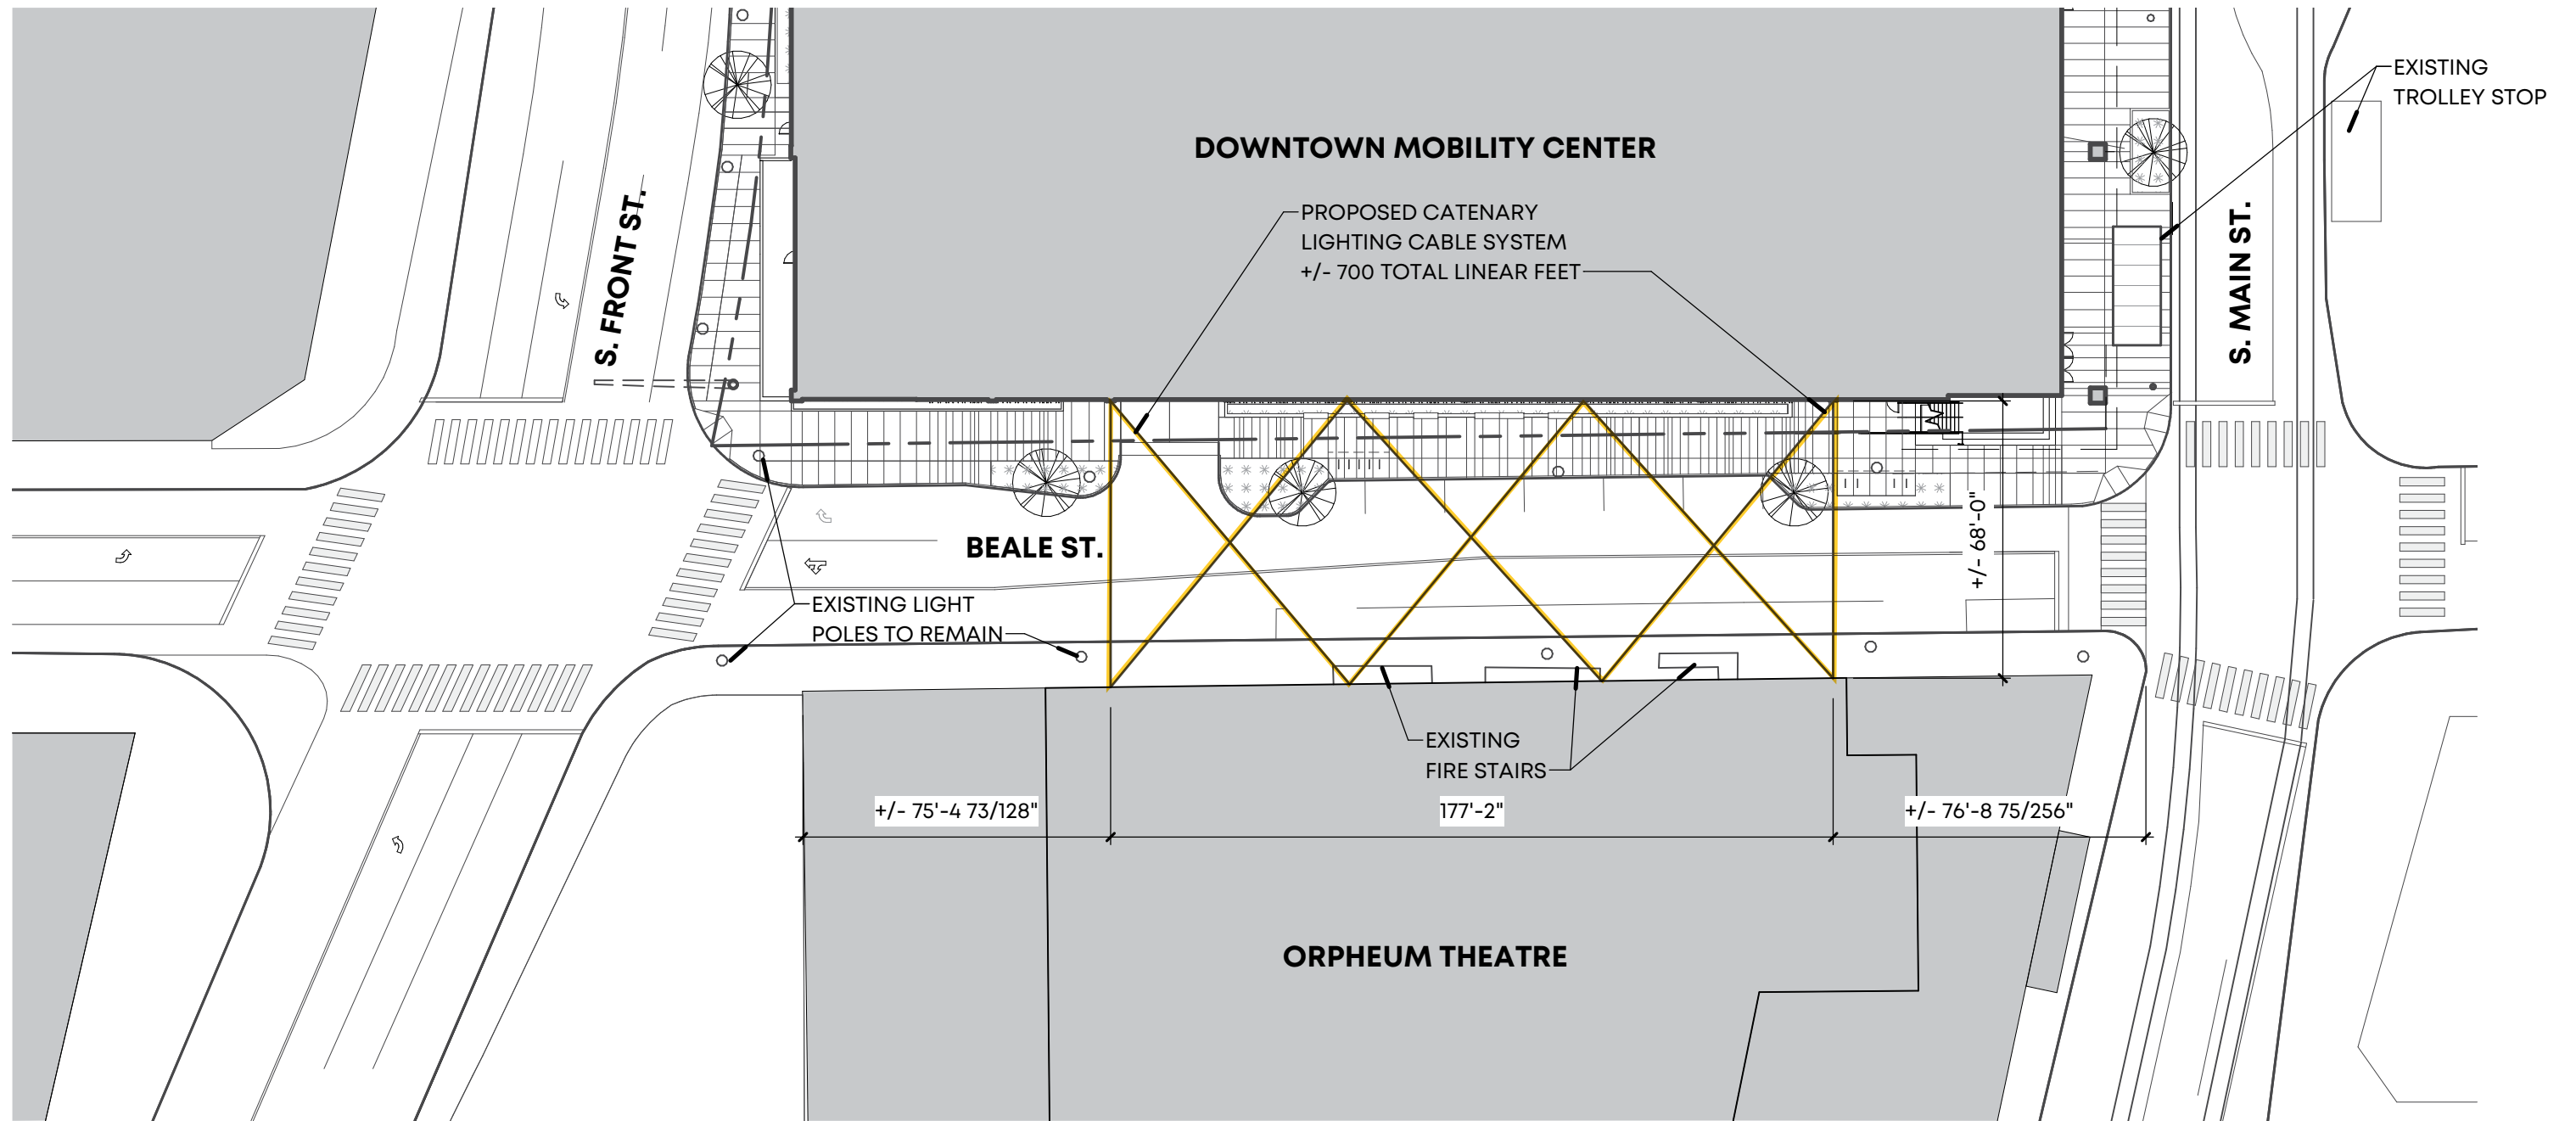 EXISTING
TROLLEY STOP
DOWNTOWN MOBILITY CENTER
PROPOSED CATENARY
LIGHTING CABLE SYSTEM
+/- 700 TOTAL LINEAR FEET
S. FRONT ST.
S. MAIN ST.
BEALE ST.
+/- 68'-0"
EXISTING LIGHT
POLES TO REMAIN
EXISTING
FIRE STAIRS
+/- 75'-4 73/128"
177'-2"
+/- 76'-8 75/256"
ORPHEUM THEATRE